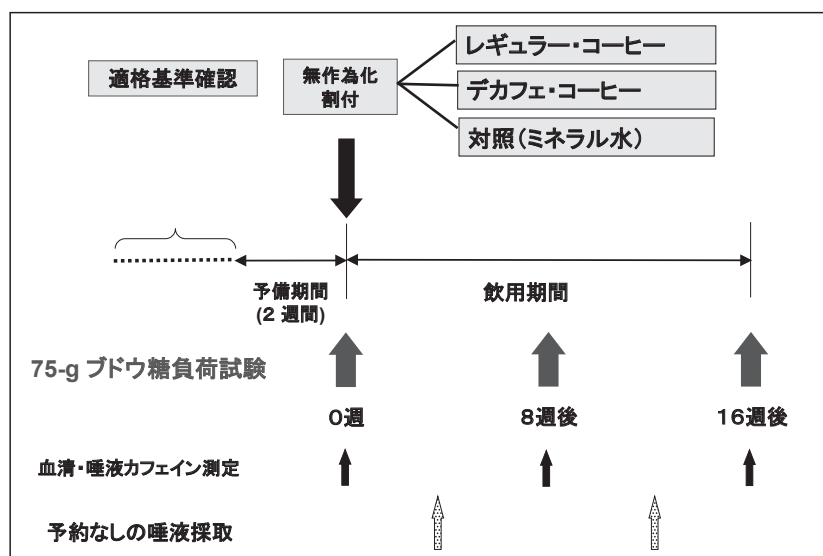 レギュラー・コーヒー
適格基準確認
無作為化
割付
デカフェ・コーヒー
対照(ミネラル水)
予備期間
(2 週間)
飲用期間
75-g ブドウ糖負荷試験
0週
8週後
16週後
血清・唾液カフェイン測定
予約なしの唾液採取